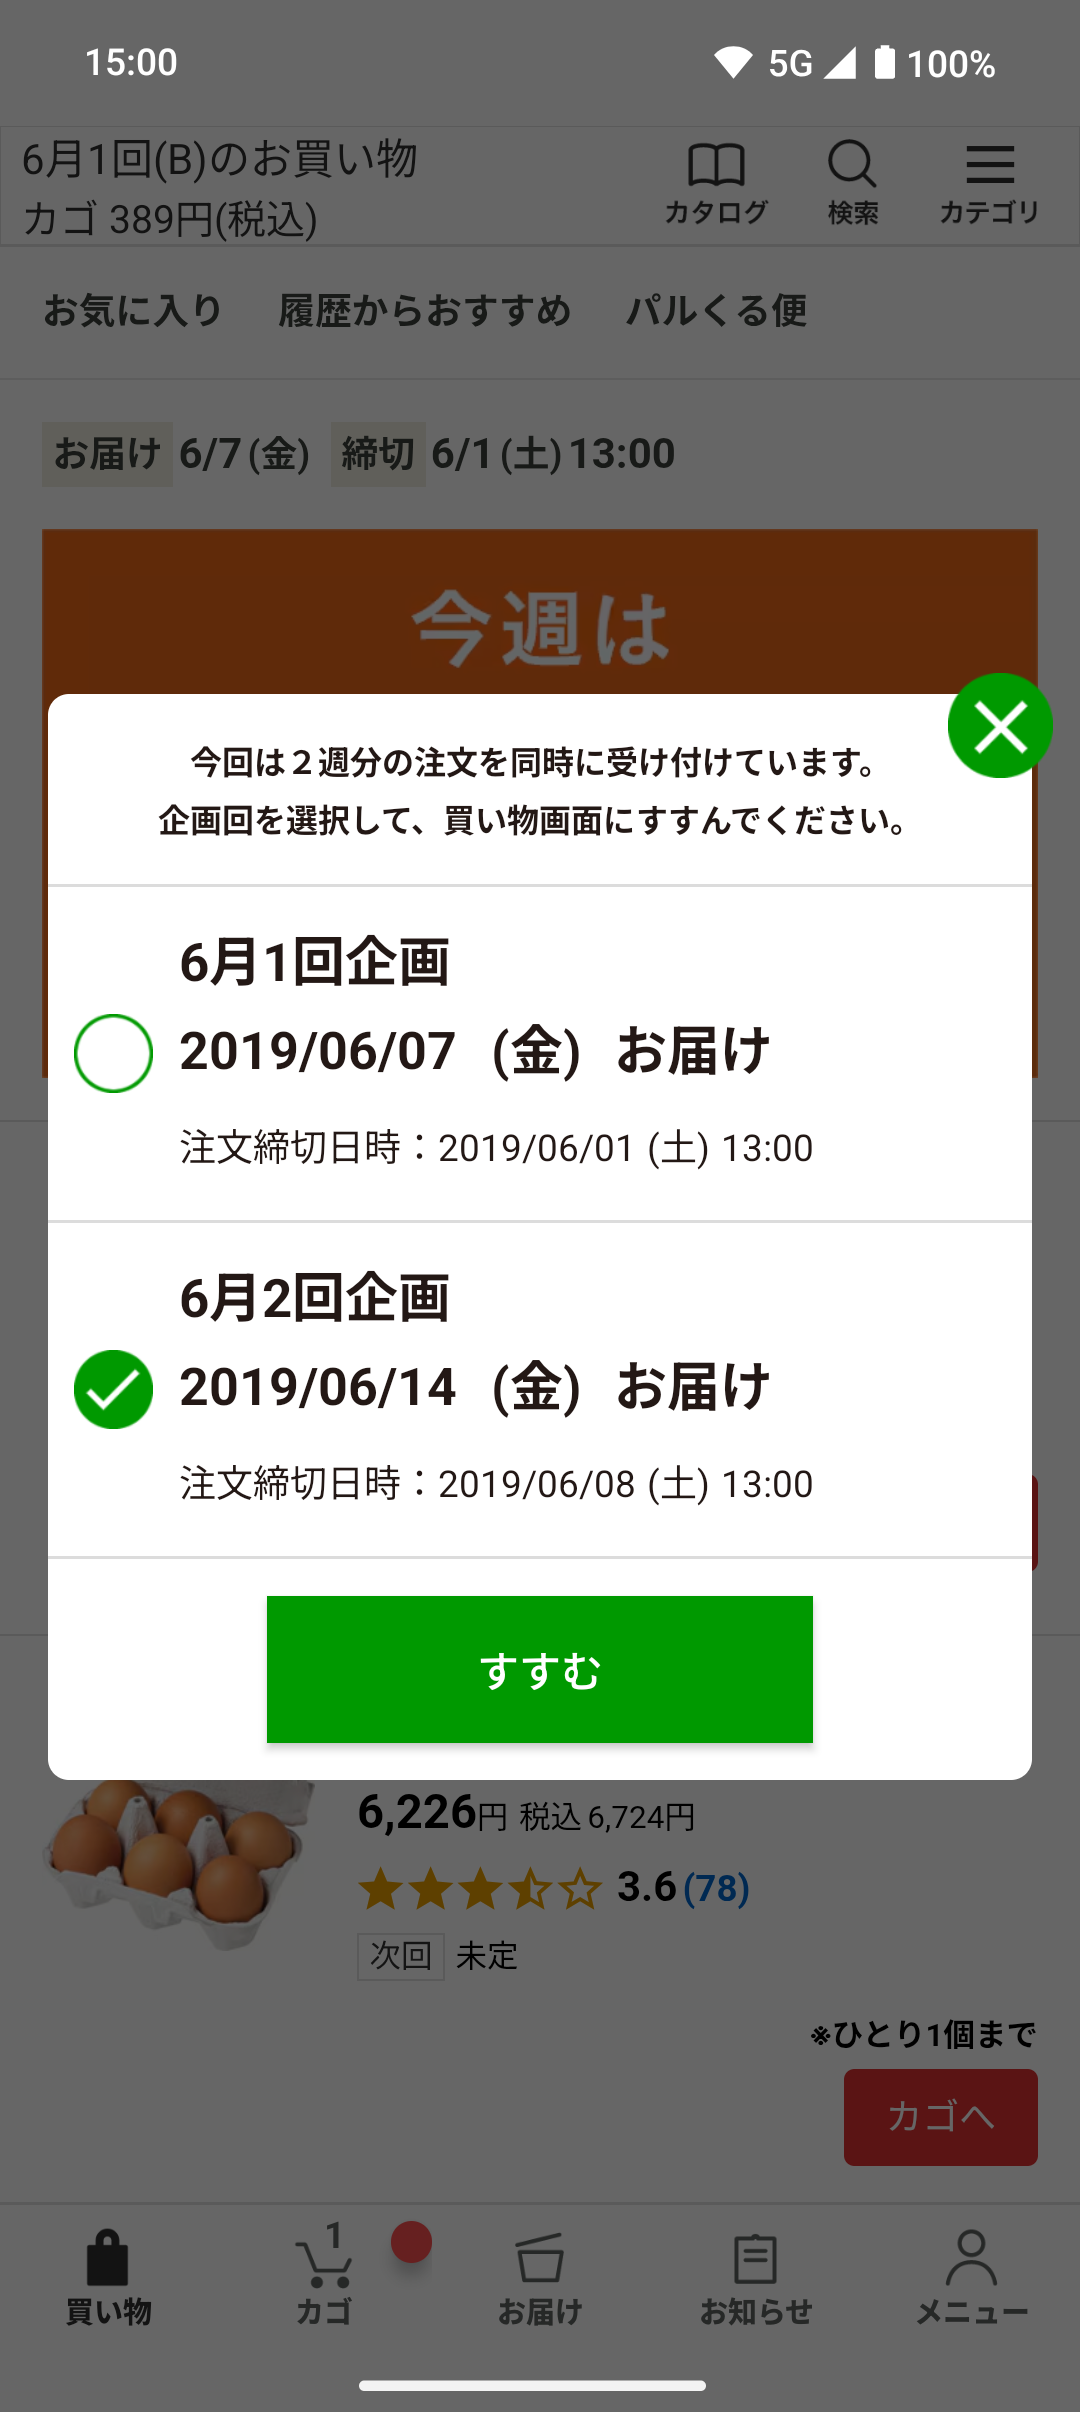 15:00
5G 100%
6月1回(B)のお買い物
カゴ 389円(税込)
カタログ
検索
カテゴリ
お気に入り 履歴からおすすめ パルくる便
お届け 6/7(金) 締切 6/1(土)13:00
今週は
今回は２週分の注文を同時に受け付けています。
企画回を選択して、買い物画面にすすんでください。
6月1回企画
2019/06/07 (金) お届け
注文締切日時：2019/06/01 (土) 13:00
6月2回企画
2019/06/14 (金) お届け
注文締切日時：2019/06/08 (土) 13:00
すすむ
6,226円 税込 6,724円
3.6(78)
次回 未定
※ひとり1個まで
カゴへ
1
買い物
カゴ
お届け
お知らせ
メニュー